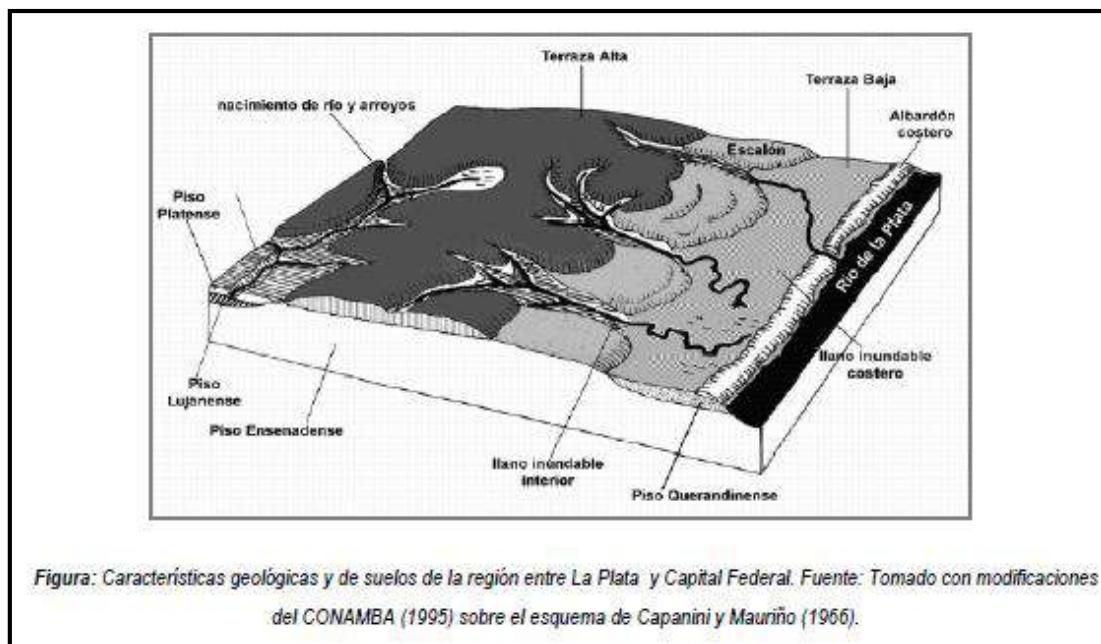 Terraza Alta
Terraza Baja
nacimiento de río y arroyos
Albardón
costero
Escalón
Piso
Platense
Río de la Plata
llano inundable
costero
Piso
Lujanense
Piso Ensenadense
llano inundable
interior
Piso Querandinense
Figura: Características geológicas y de suelos de la región entre La Plata y Capital Federal. Fuente: Tomado con modificaciones
del CONAMBA (1995) sobre el esquema de Capanini y Mauriño (1966).